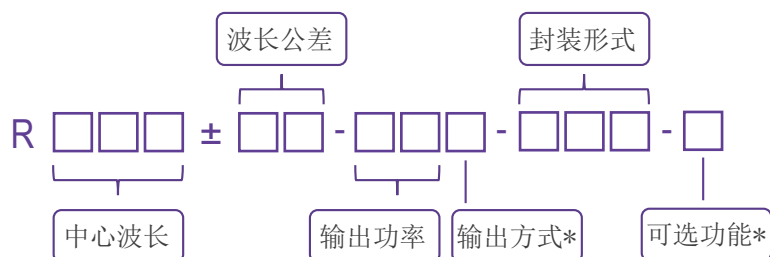 波长公差 封装形式
R □□□ ± □□ - □□□ - □□□ - □
中心波长 输出功率 输出方式* 可选功能*